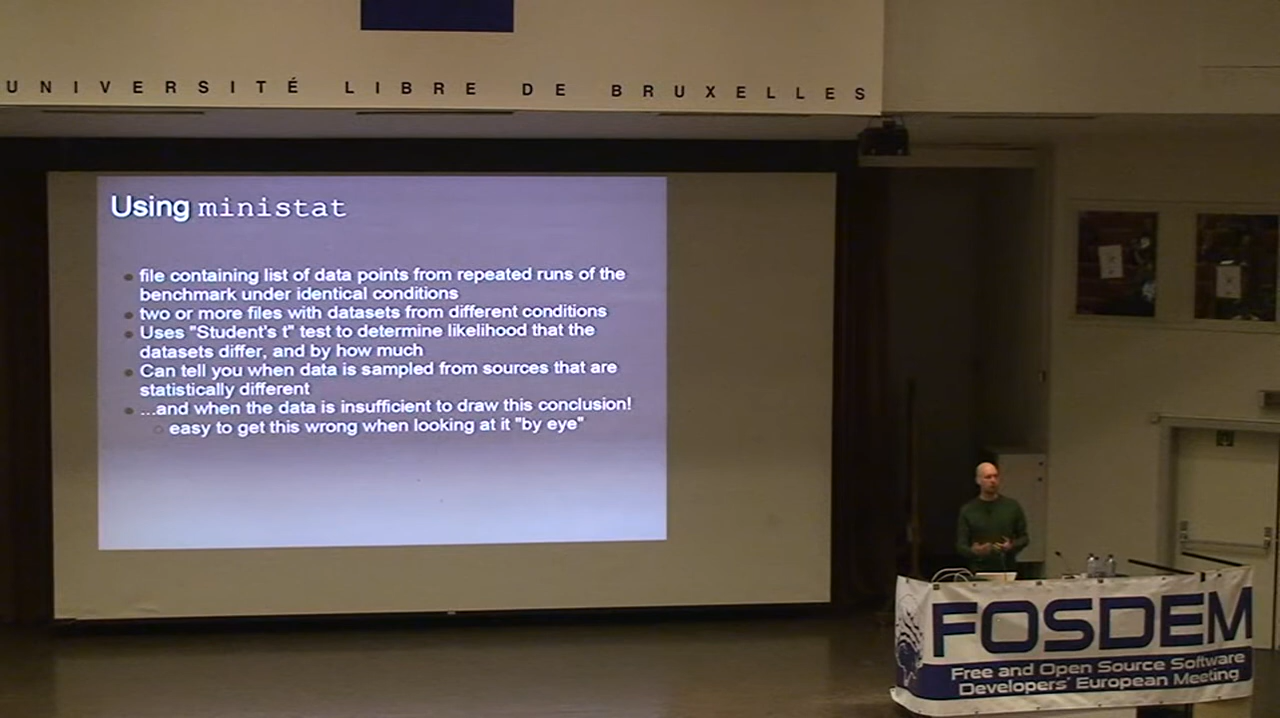 UNIVERSITÉ LIBRE DE BRUXELLES
Using ministat
file containing list of data points from repeated runs of the
benchmark under identical conditions
two or more files with datasets from different conditions
Uses "Student's t" test to determine likelihood that the
datasets differ, and by how much
Can tell you when data is sampled from sources that are
statistically different
...and when the data is insufficient to draw this conclusion!
easy to get this wrong when looking at it "by eye"
FOSDEM
Free and Open Source Software
Developers' European Meeting